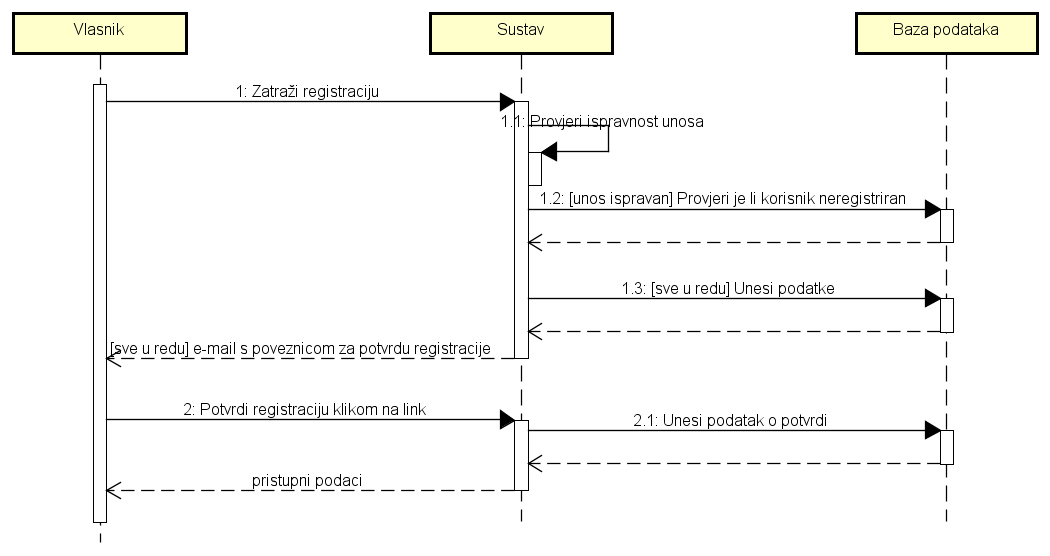 Vlasnik
Sustav
Baza podataka
1: Zatraži registraciju
1.1: Provjeri ispravnost unosa
1.2: [unos ispravan] Provjeri je li korisnik neregistriran
1.3: [sve u redu] Unesi podatke
[sve u redu] e-mail s poveznicom za potvrdu registracije
2: Potvrdi registraciju klikom na link
2.1: Unesi podatak o potvrdi
pristupni podaci